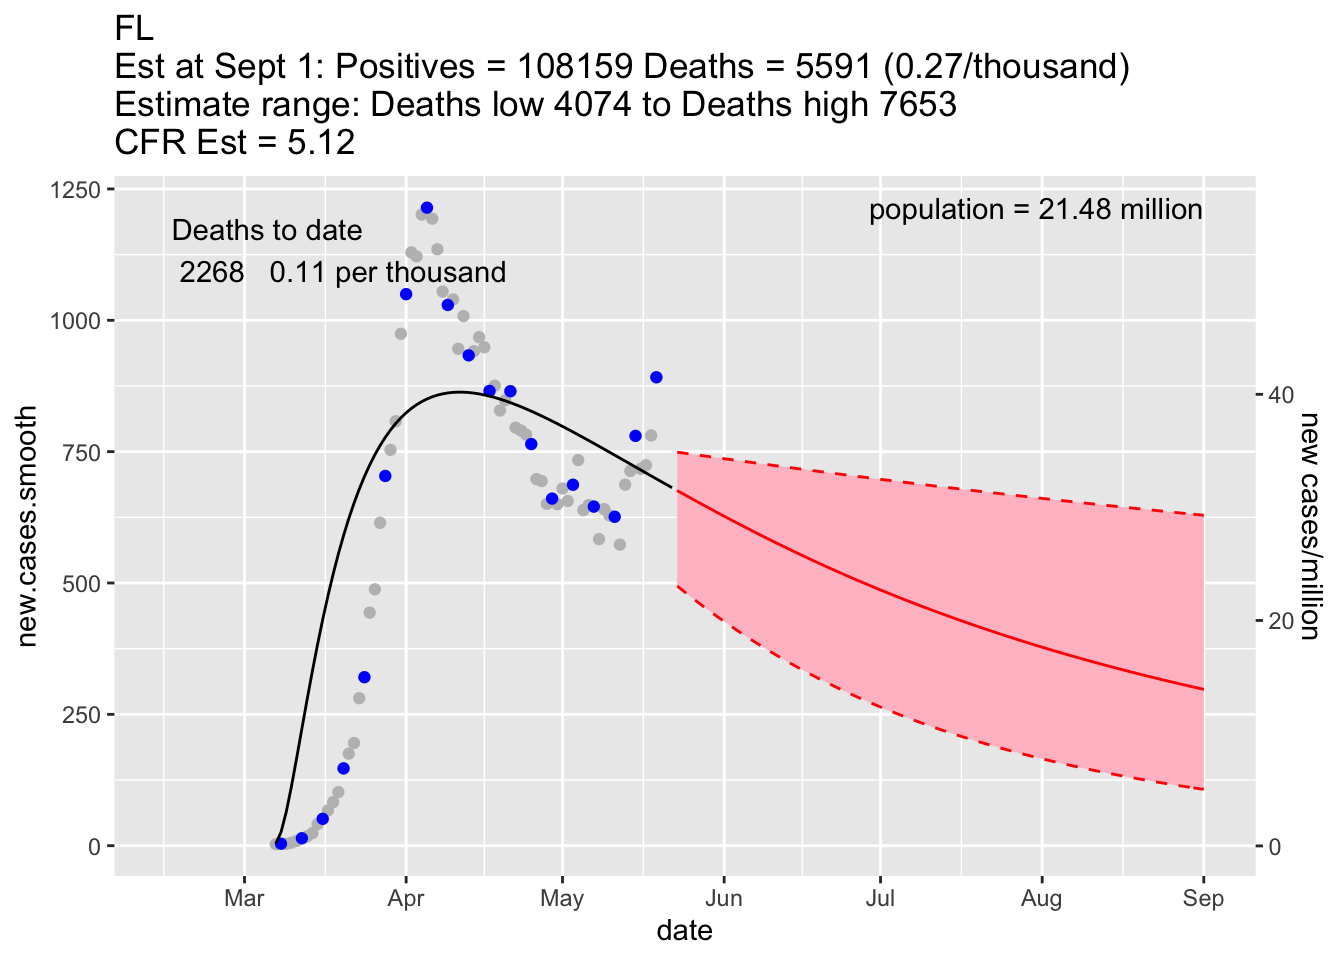 FL
Est at Sept 1: Positives = 108159 Deaths = 5591 (0.27/thousand)
Estimate range: Deaths low 4074 to Deaths high 7653
CFR Est = 5.12
Deaths to date
2268 0.11 per thousand
population = 21.48 million
new.cases.smooth
1250
1000
750
500
250
0
40
20
0
new cases/million
Mar Apr May Jun Jul Aug Sep
date